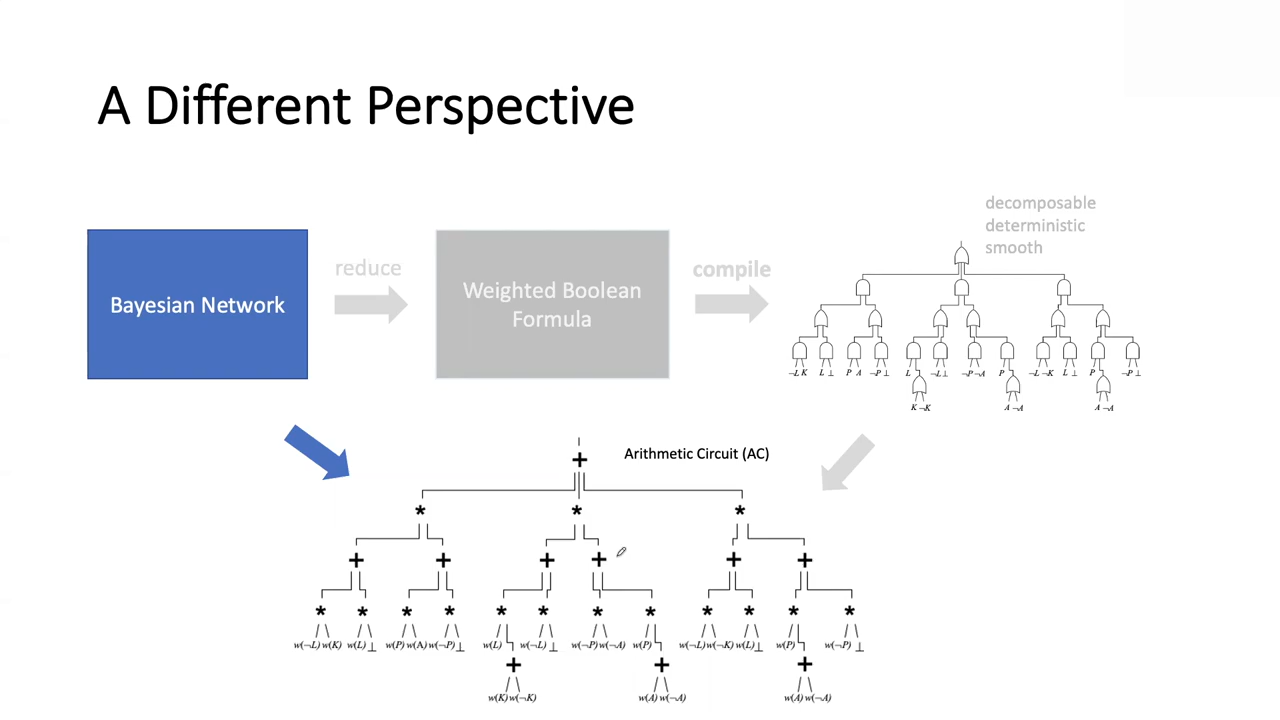 A Different Perspective
decomposable
deterministic
smooth
reduce
compile
Bayesian Network
Weighted Boolean
Formula
¬L K L ⊥ P A ¬P ⊥ L ¬L ⊥ ¬P ¬A P ¬L ¬K L ⊥ P ¬P ⊥
K ¬K A ¬A A ¬A
Arithmetic Circuit (AC)
+
* * *
+ + + + + +
* * * * * * * * * * * *
w(¬L) w(K) w(L) ⊥ w(P) w(A) w(¬P) ⊥ w(L) w(¬L) ⊥ w(¬P) w(¬A) w(P) w(¬L) w(¬K) w(L) ⊥ w(P) w(¬P) ⊥
+ + +
w(K) w(¬K) w(A) w(¬A) w(A) w(¬A)